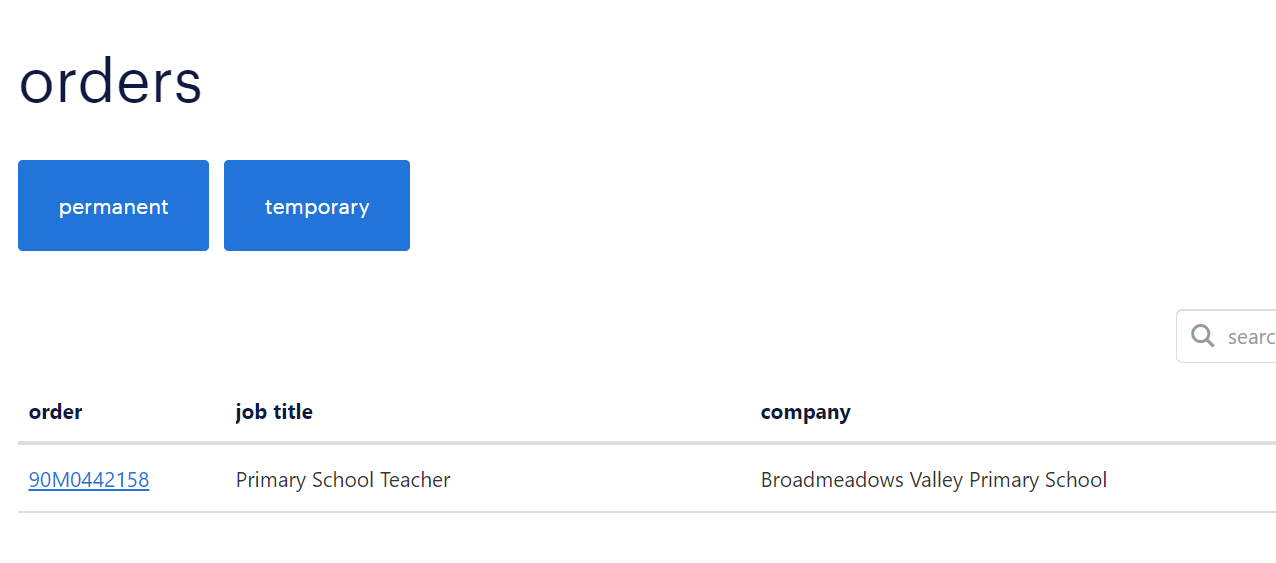 orders
permanent temporary
searc
order job title company
90M0442158 Primary School Teacher Broadmeadows Valley Primary School